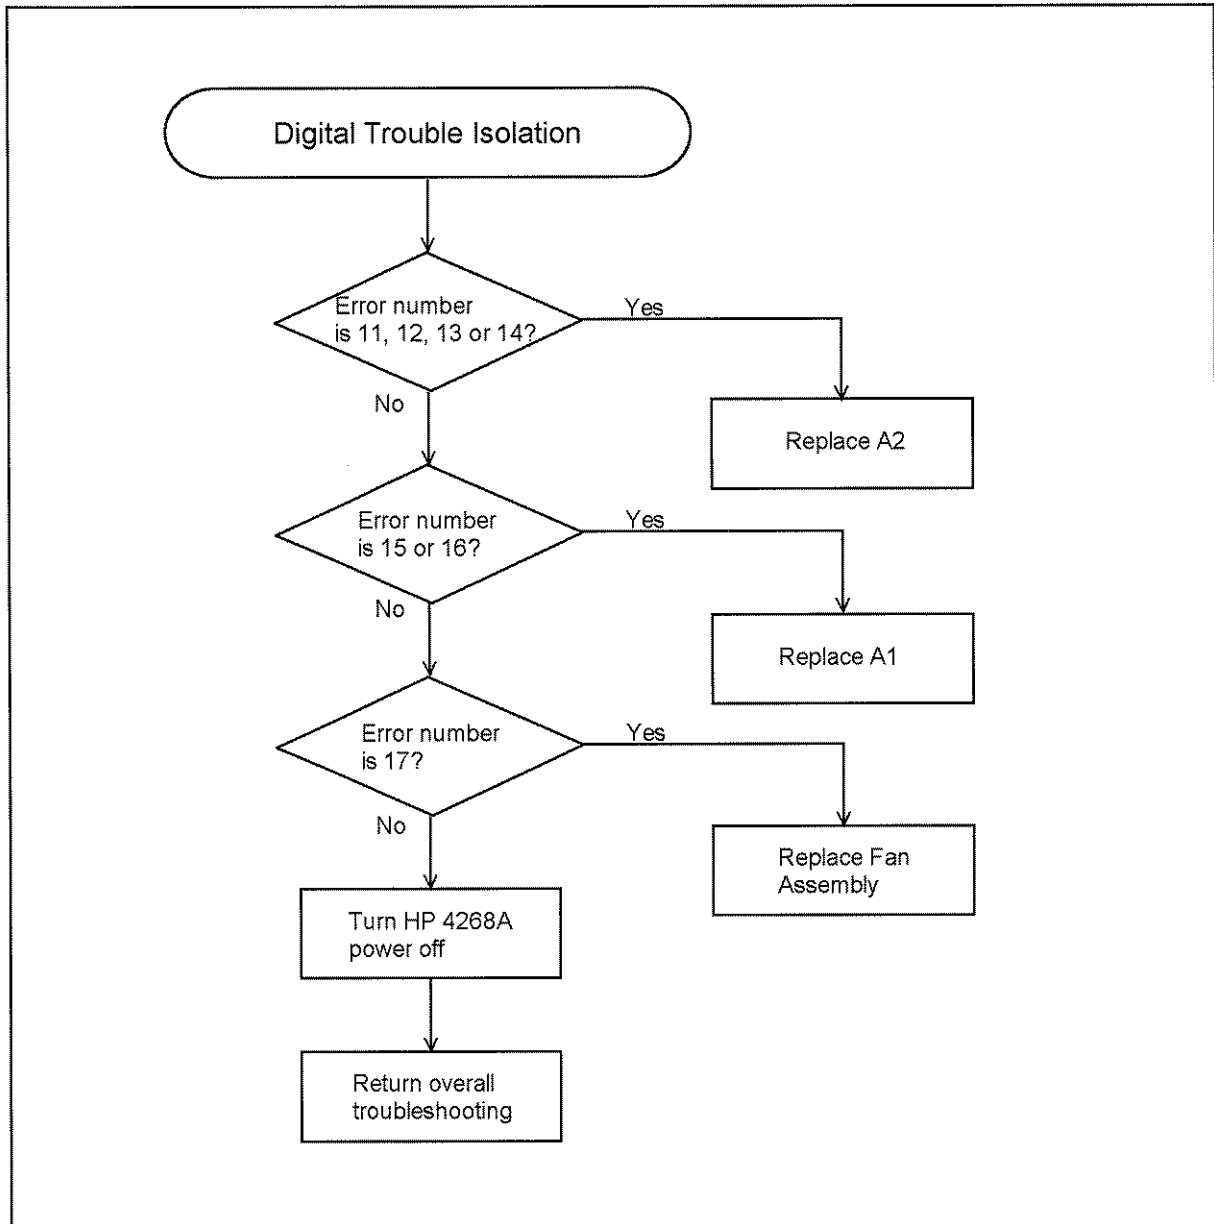 Digital Trouble Isolation
Error number
is 11, 12, 13 or 14?
Yes
No
Replace A2
Error number
is 15 or 16?
Yes
No
Replace A1
Error number
is 17?
Yes
No
Replace Fan
Assembly
Turn HP 4268A
power off
Return overall
troubleshooting